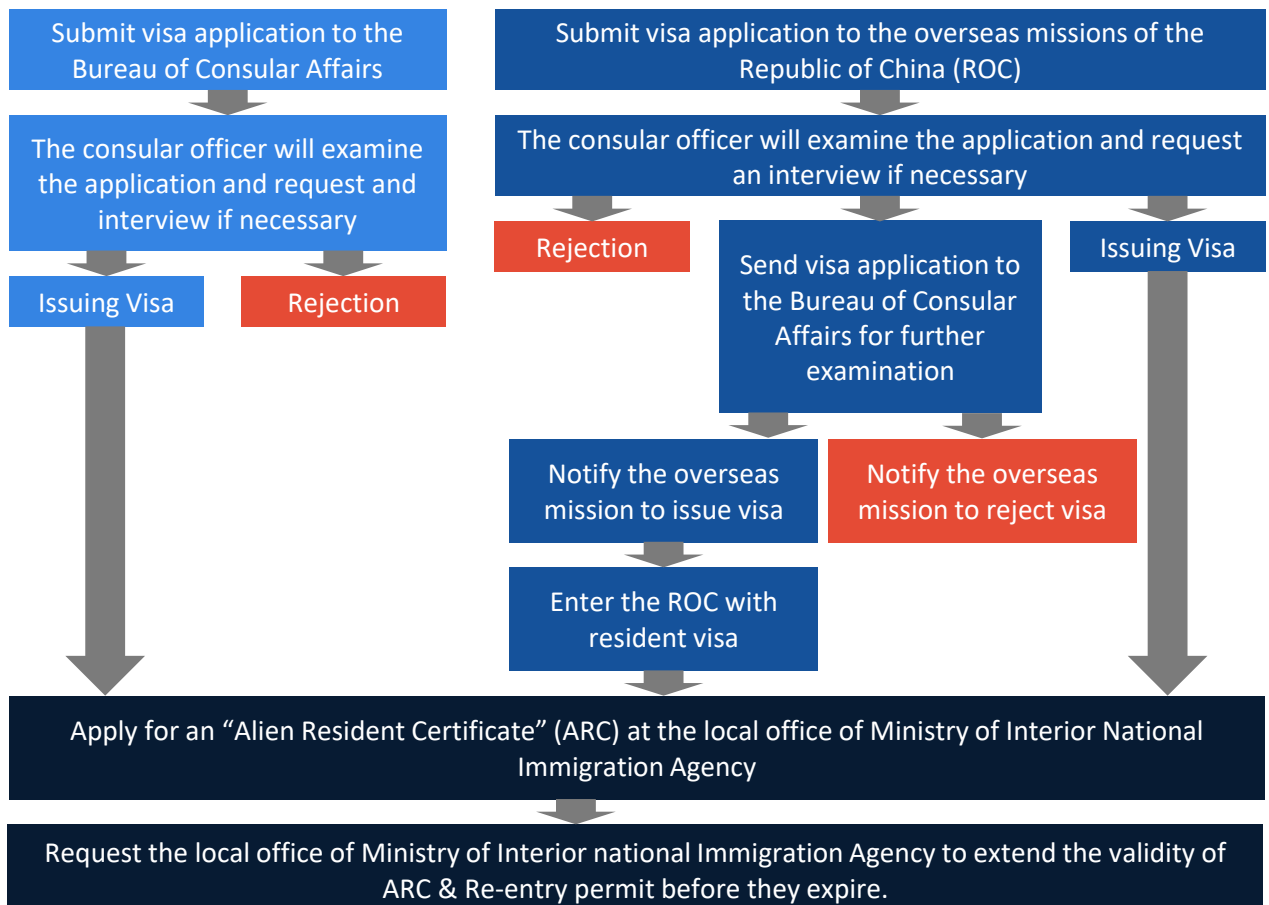 Submit visa application to the
Bureau of Consular Affairs
The consular officer will examine
the application and request and
interview if necessary
Issuing Visa
Rejection
Submit visa application to the overseas missions of the
Republic of China (ROC)
The consular officer will examine the application and request
an interview if necessary
Rejection
Send visa application to
the Bureau of Consular
Affairs for further
examination
Issuing Visa
Notify the overseas
mission to issue visa
Notify the overseas
mission to reject visa
Enter the ROC with
resident visa
Apply for an “Alien Resident Certificate” (ARC) at the local office of Ministry of Interior National
Immigration Agency
Request the local office of Ministry of Interior national Immigration Agency to extend the validity of
ARC & Re-entry permit before they expire.